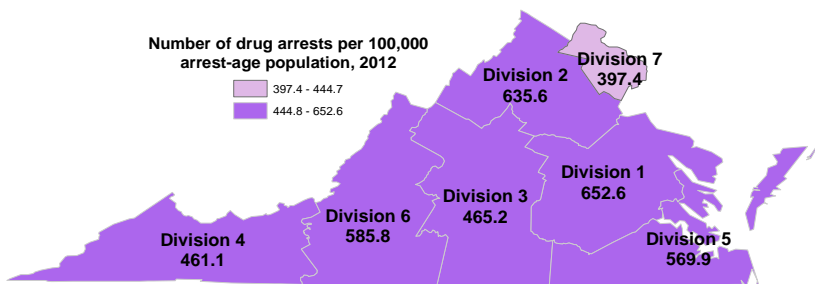 Number of drug arrests per 100,000
arrest-age population, 2012
397.4 - 444.7
444.8 - 652.6
Division 7
397.4
Division 2
635.6
Division 1
652.6
Division 3
465.2
Division 6
585.8
Division 4
461.1
Division 5
569.9